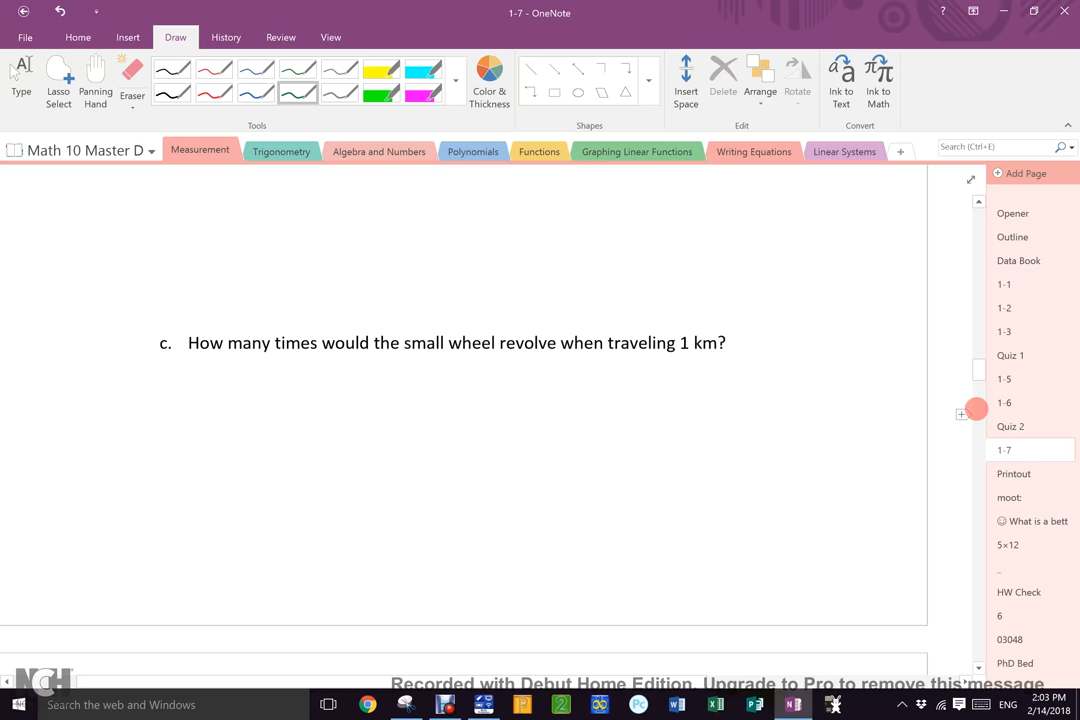 1-7 - OneNote
?
File Home Insert Draw History Review View
Type
Lasso Select
Panning Hand
Eraser
Color & Thickness
Insert Space
Delete
Arrange
Rotate
Ink to Text
Ink to Math
Tools Shapes Edit Convert
Math 10 Master D
Measurement Trigonometry Algebra and Numbers Polynomials Functions Graphing Linear Functions Writing Equations Linear Systems
Search (Ctrl+E)
Add Page
Opener
Outline
Data Book
1-1
1-2
1-3
Quiz 1
1-5
1-6
Quiz 2
1-7
Printout
moot:
☺ What is a bett
5×12
..
HW Check
6
03048
PhD Bed
c. How many times would the small wheel revolve when traveling 1 km?
NCH
Recorded with Debut Home Edition. Upgrade to Pro to remove this message
Search the web and Windows
ENG
2:03 PM
2/14/2018